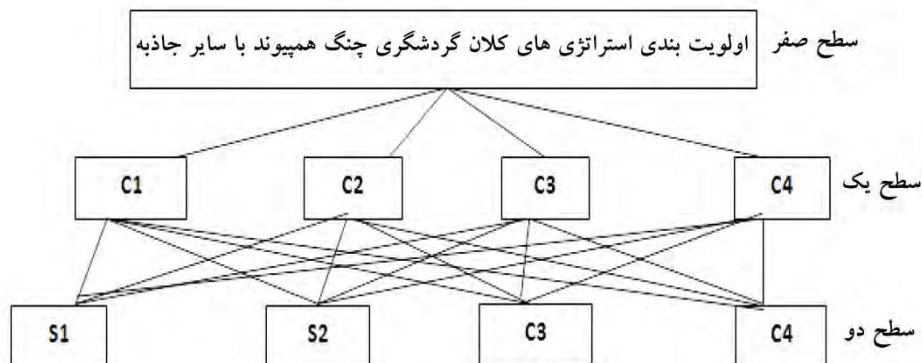 سطح صفر
اولویت بندی استراتژی های کلان گردشگری چنگ همپیوند با سایر جاذبه
سطح یک
C1 C2 C3 C4
سطح دو
S1 S2 C3 C4